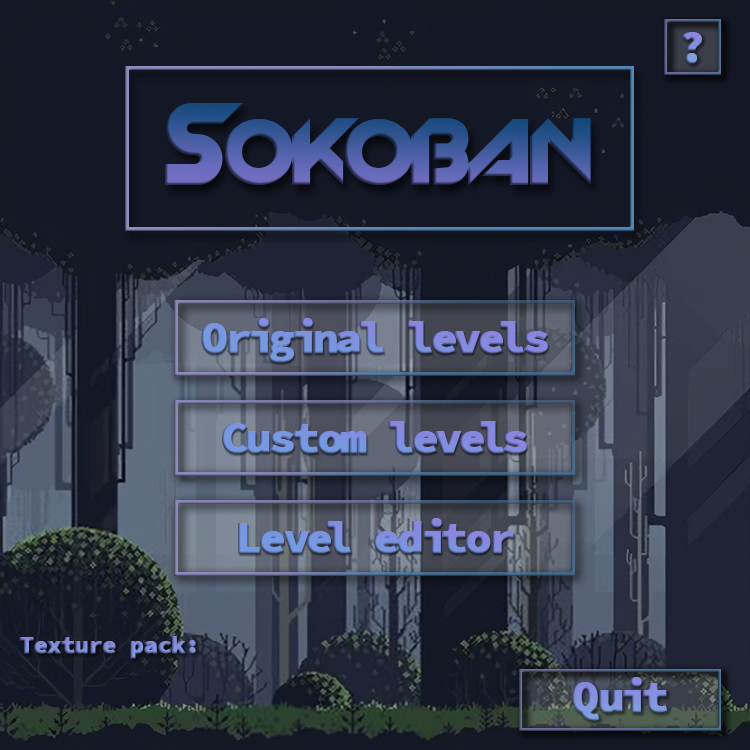 ?
SOKOBAN
Original levels
Custom levels
Level editor
Texture pack:
Quit